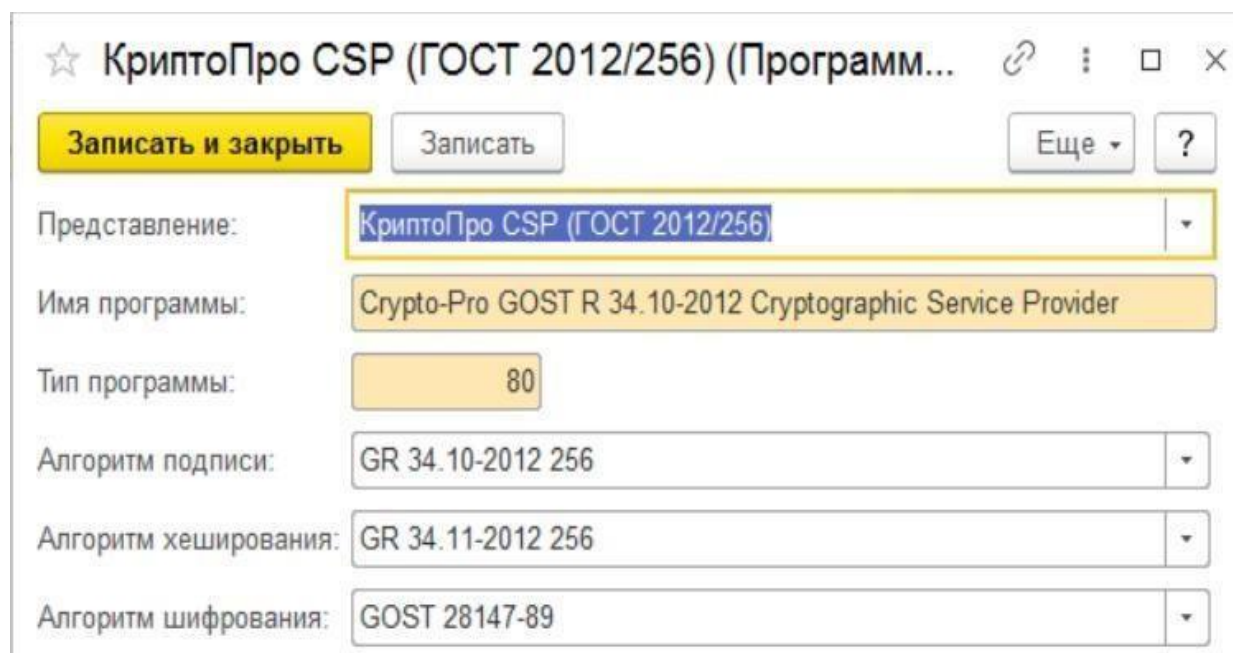 КриптоПро CSP (ГОСТ 2012/256) (Программ...
Записать и закрыть Записать Еще ?
Представление: КриптоПро CSP (ГОСТ 2012/256)
Имя программы: Crypto-Pro GOST R 34.10-2012 Cryptographic Service Provider
Тип программы: 80
Алгоритм подписи: GR 34.10-2012 256
Алгоритм хеширования: GR 34.11-2012 256
Алгоритм шифрования: GOST 28147-89